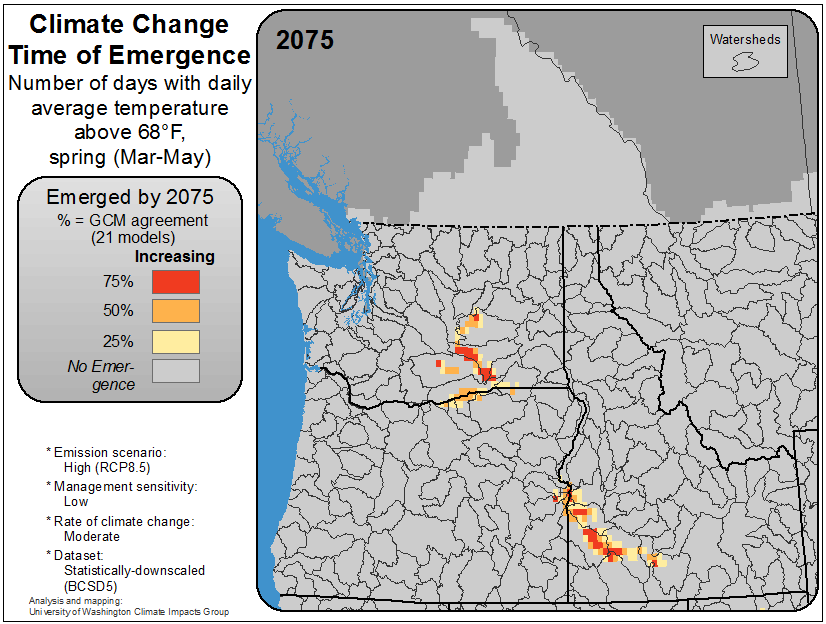 Climate Change
Time of Emergence
Number of days with daily
average temperature
above 68°F,
spring (Mar-May)
Emerged by 2075
% = GCM agreement
(21 models)
Increasing
75%
50%
25%
No Emer-
gence
* Emission scenario:
High (RCP8.5)
* Management sensitivity:
Low
* Rate of climate change:
Moderate
* Dataset:
Statistically-downscaled
(BCSD5)
Analysis and mapping:
University of Washington Climate Impacts Group
2075
Watersheds